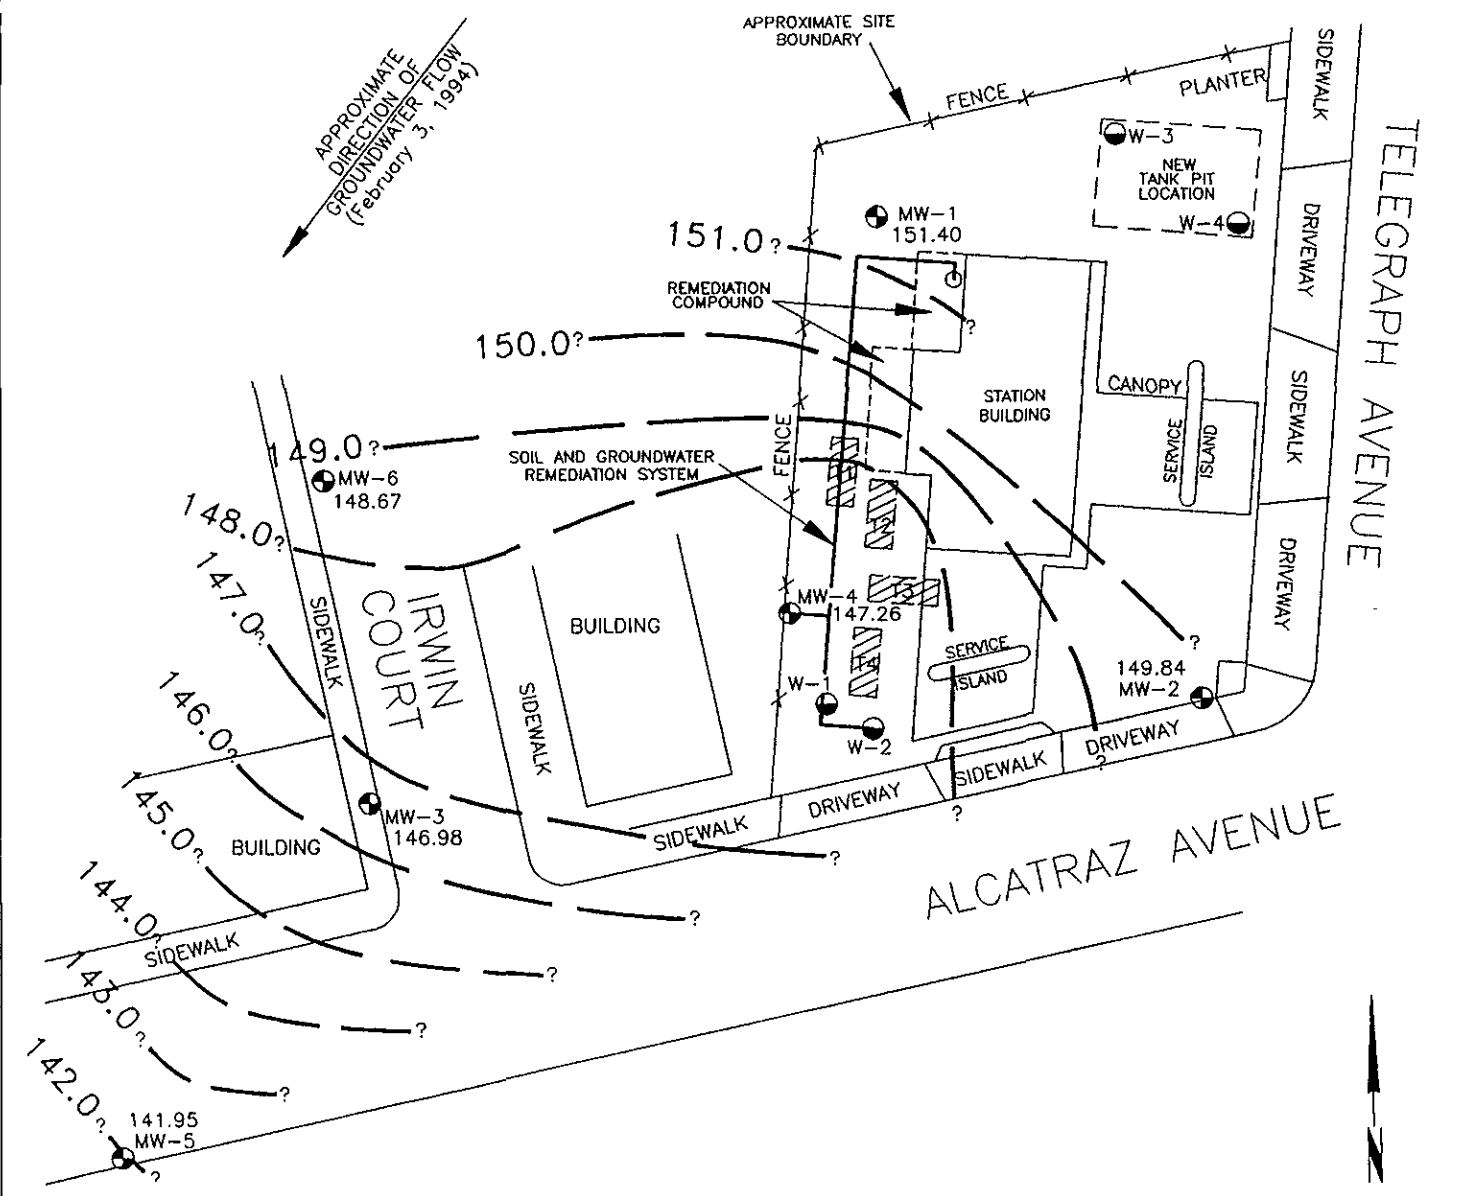 APPROXIMATE SITE
BOUNDARY
APPROXIMATE
DIRECTION OF
GROUNDWATER FLOW
(February 3, 1994)
FENCE
PLANTER
SIDEWALK
W-3
NEW
TANK PIT
LOCATION
W-4
TELEGRAPH AVENUE
DRIVEWAY
MW-1
151.40
151.0?
REMEDIATION
COMPOUND
?
150.0?
STATION
BUILDING
CANOPY
SERVICE
ISLAND
SIDEWALK
149.0?
FENCE
SOIL AND GROUNDWATER
REMEDIATION SYSTEM
MW-6
148.67
T2
148.0?
DRIVEWAY
147.0?
SIDEWALK
IRWIN
COURT
BUILDING
MW-4
147.26
T3
T4
SERVICE
ISLAND
?
149.84
MW-2
W-1
W-2
146.0?
SIDEWALK
DRIVEWAY
?
SIDEWALK
DRIVEWAY
?
145.0?
MW-3
146.98
BUILDING
SIDEWALK
?
ALCATRAZ AVENUE
144.0?
SIDEWALK
?
?
143.0?
?
?
142.0?
141.95
MW-5
?
N